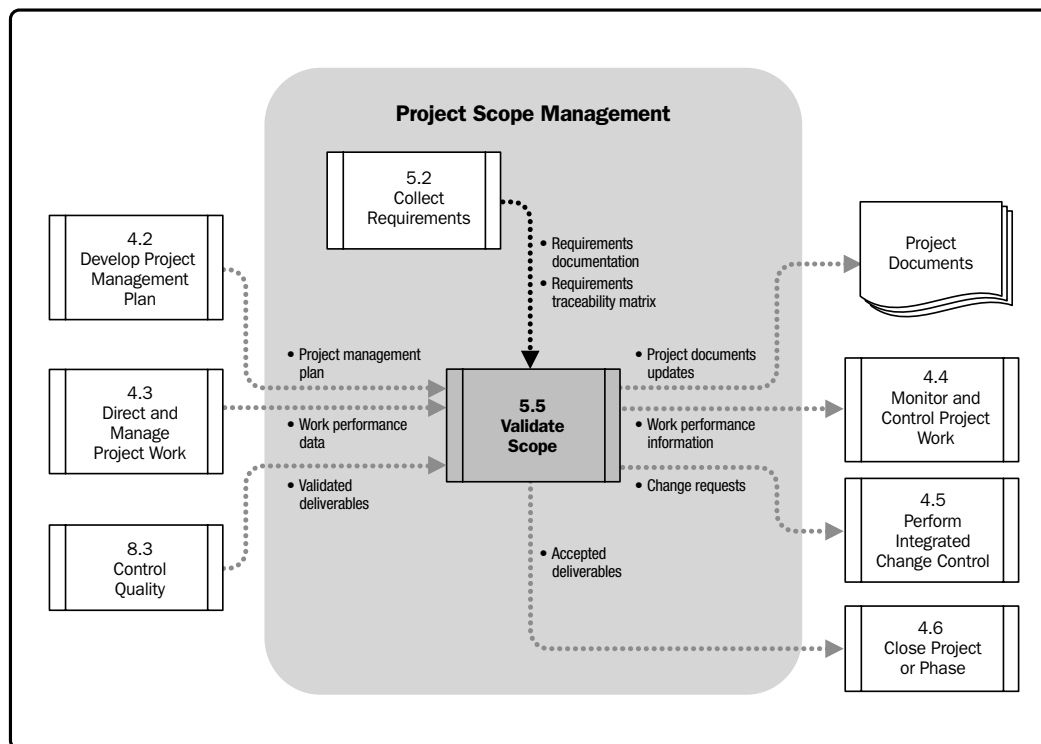 Project Scope Management
5.2
Collect
Requirements
4.2
Develop Project
Management
Plan
• Requirements
documentation
• Requirements
traceability matrix
Project
Documents
• Project management
plan
4.3
Direct and
Manage
Project Work
• Work performance
data
• Validated
deliverables
8.3
Control
Quality
5.5
Validate
Scope
• Project documents
updates
• Work performance
information
• Change requests
• Accepted
deliverables
4.4
Monitor and
Control Project
Work
4.5
Perform
Integrated
Change Control
4.6
Close Project
or Phase